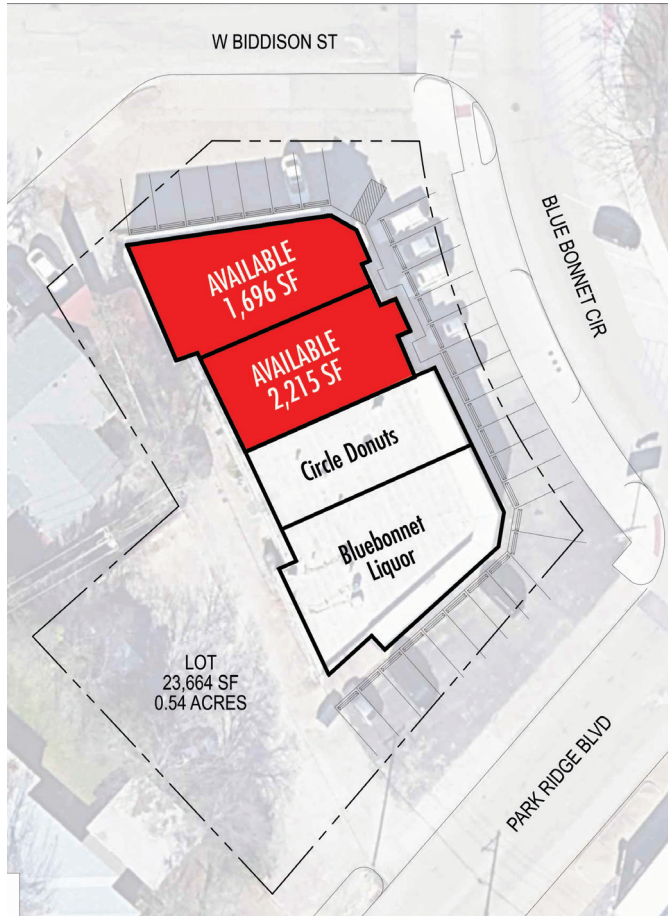 W BIDDISON ST
BLUE BONNET CIR
AVAILABLE
1,696 SF
AVAILABLE
2,215 SF
Circle Donuts
Bluebonnet
Liquor
LOT
23,664 SF
0.54 ACRES
PARK RIDGE BLVD